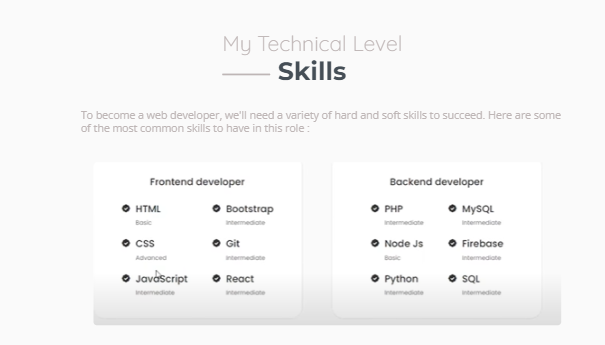 My Technical Level
Skills
To become a web developer, we'll need a variety of hard and soft skills to succeed. Here are some
of the most common skills to have in this role :
Frontend developer
HTML
Basic
Bootstrap
Intermediate
CSS
Advanced
Git
Intermediate
JavaScript
Intermediate
React
Intermediate
Backend developer
PHP
Intermediate
MySQL
Intermediate
Node Js
Basic
Firebase
Intermediate
Python
Intermediate
SQL
Intermediate